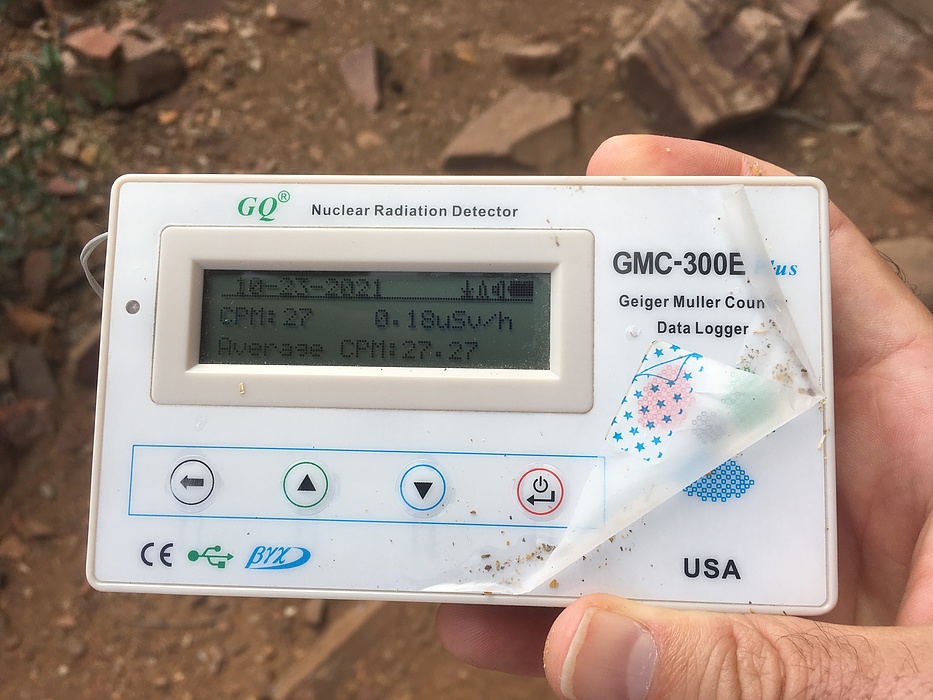 GQ® Nuclear Radiation Detector
10-23-2021
CPM:27 0.18uSv/h
Average CPM:27.27
GMC-300E
Geiger Muller Coun
Data Logger
CE βγχ
USA